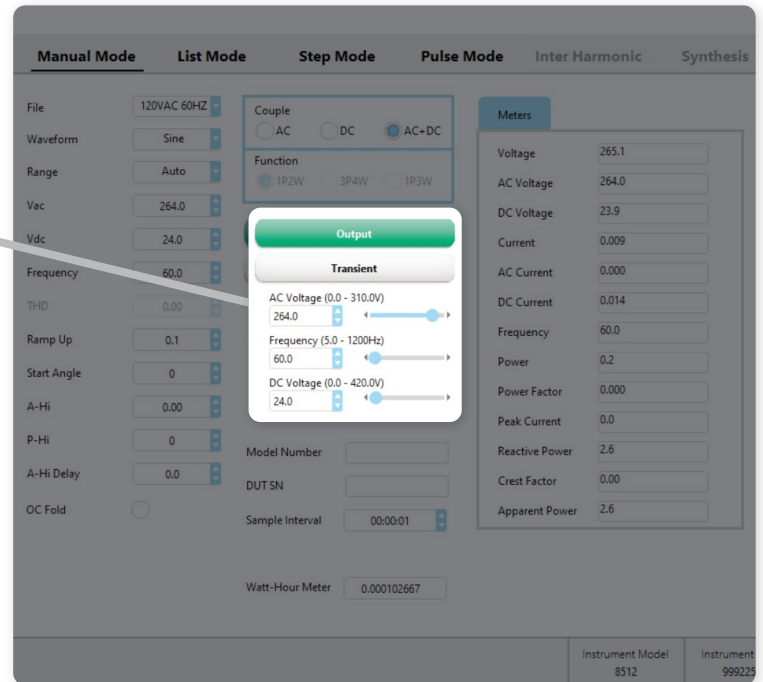 Manual Mode List Mode Step Mode Pulse Mode Inter Harmonic Synthesis
File 120VAC 60HZ
Waveform Sine
Range Auto
Vac 264.0
Vdc 24.0
Frequency 60.0
THD 0.00
Ramp Up 0.1
Start Angle 0
A-Hi 0.00
P-Hi 0
A-Hi Delay 0.0
OC Fold
Couple
AC DC AC+DC
Function
1P2W 3P4W 1P3W
Output
Transient
AC Voltage (0.0 - 310.0V)
264.0
Frequency (5.0 - 1200Hz)
60.0
DC Voltage (0.0 - 420.0V)
24.0
Model Number
DUT SN
Sample Interval 00:00:01
Watt-Hour Meter 0.000102667
Meters
Voltage 265.1
AC Voltage 264.0
DC Voltage 23.9
Current 0.009
AC Current 0.000
DC Current 0.014
Frequency 60.0
Power 0.2
Power Factor 0.000
Peak Current 0.0
Reactive Power 2.6
Crest Factor 0.00
Apparent Power 2.6
Instrument Model
8512
Instrument
999225